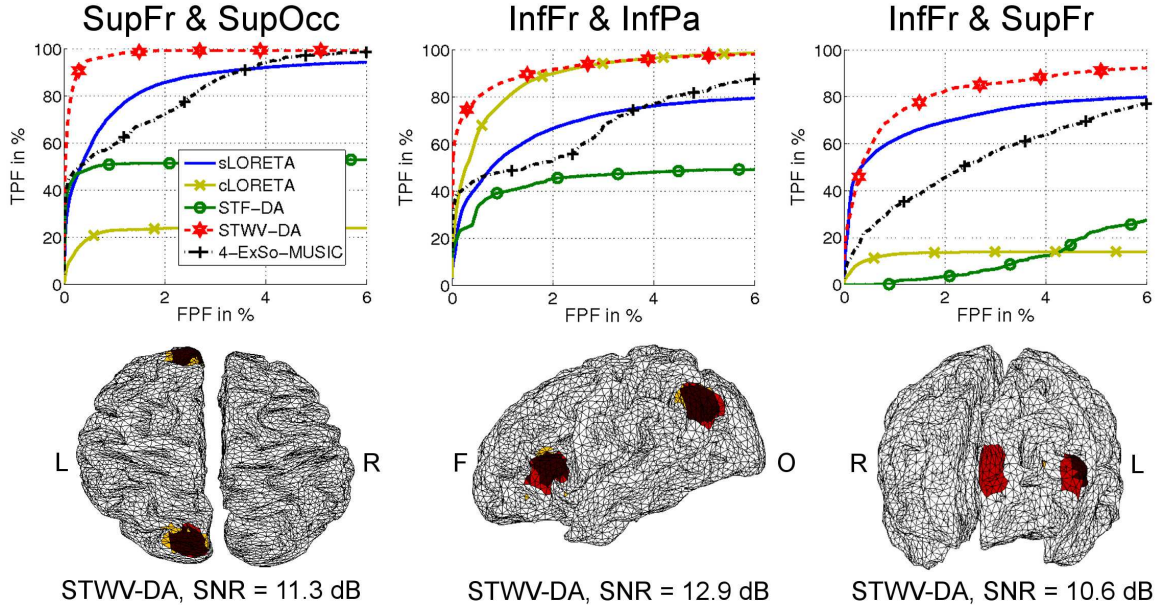 SupFr & SupOcc
InfFr & InfPa
InfFr & SupFr
100
80
60
40
20
0
TPF in %
0
2
4
6
FPF in %
sLORETA
cLORETA
STF-DA
STWV-DA
4-ExSo-MUSIC
100
80
60
40
20
0
TPF in %
0
2
4
6
FPF in %
100
80
60
40
20
0
TPF in %
0
2
4
6
FPF in %
L
R
F
O
R
L
STWV-DA, SNR = 11.3 dB
STWV-DA, SNR = 12.9 dB
STWV-DA, SNR = 10.6 dB